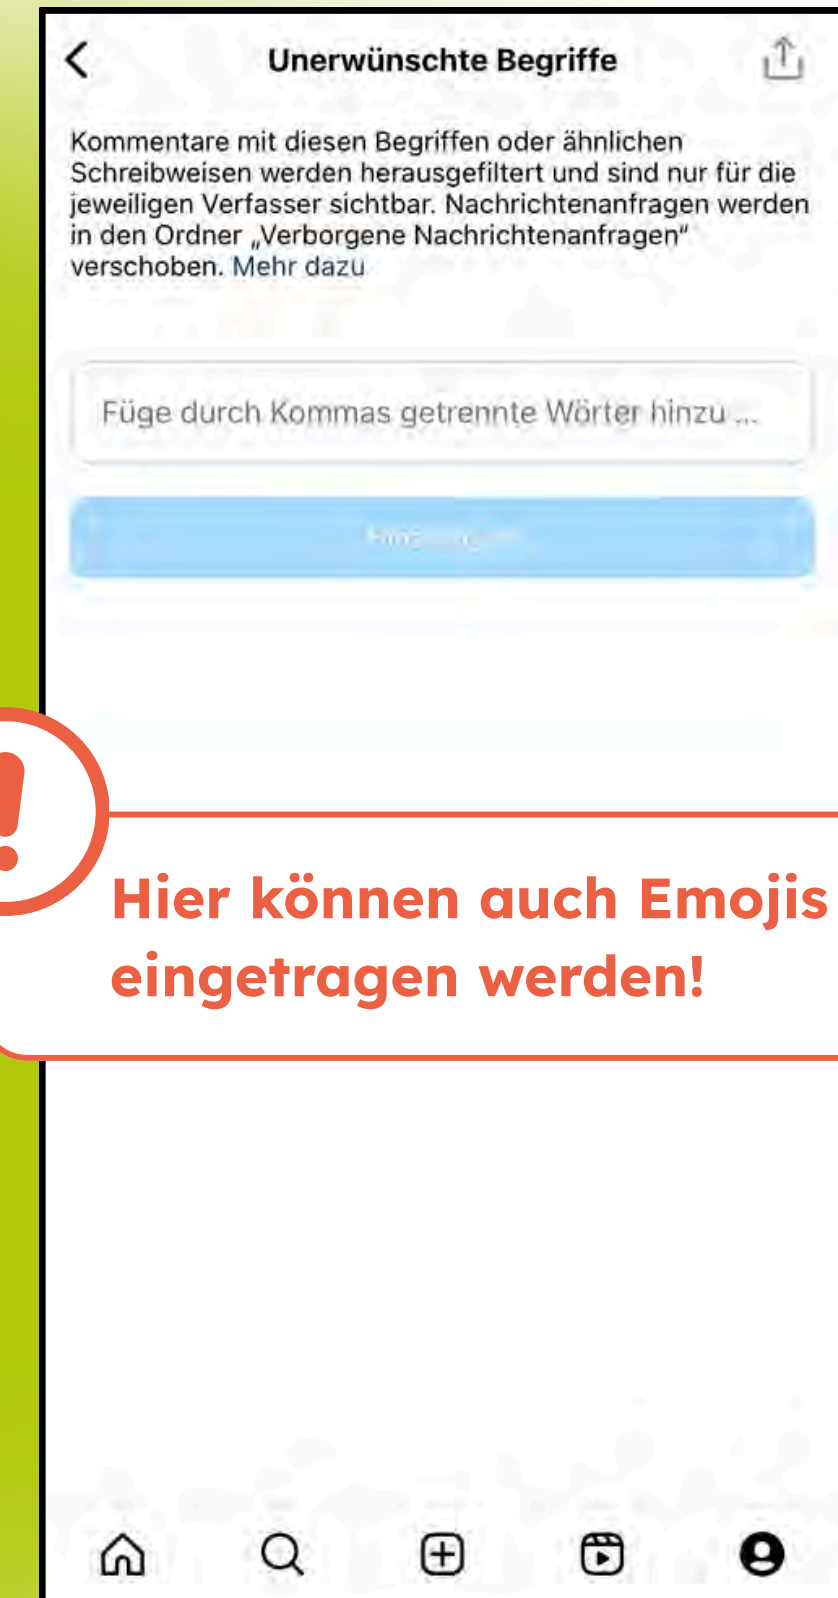 Unerwünschte Begriffe
Kommentare mit diesen Begriffen oder ähnlichen
Schreibweisen werden herausgefiltert und sind nur für die
jeweiligen Verfasser sichtbar. Nachrichtenanfragen werden
in den Ordner „Verborgene Nachrichtenanfragen"
verschoben. Mehr dazu
Füge durch Kommas getrennte Wörter hinzu ...
!
Hier können auch Emojis
eingetragen werden!